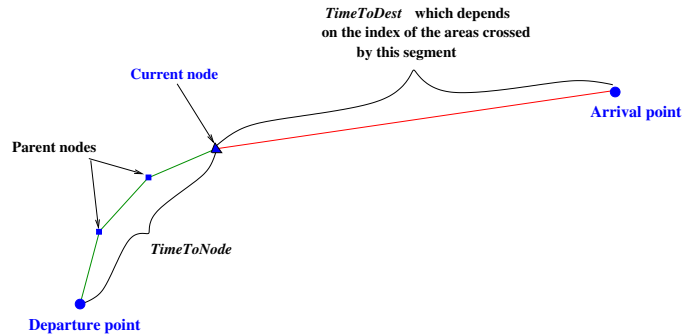 TimeToDest which depends
on the index of the areas crossed
by this segment
Current node
Arrival point
Parent nodes
TimeToNode
Departure point